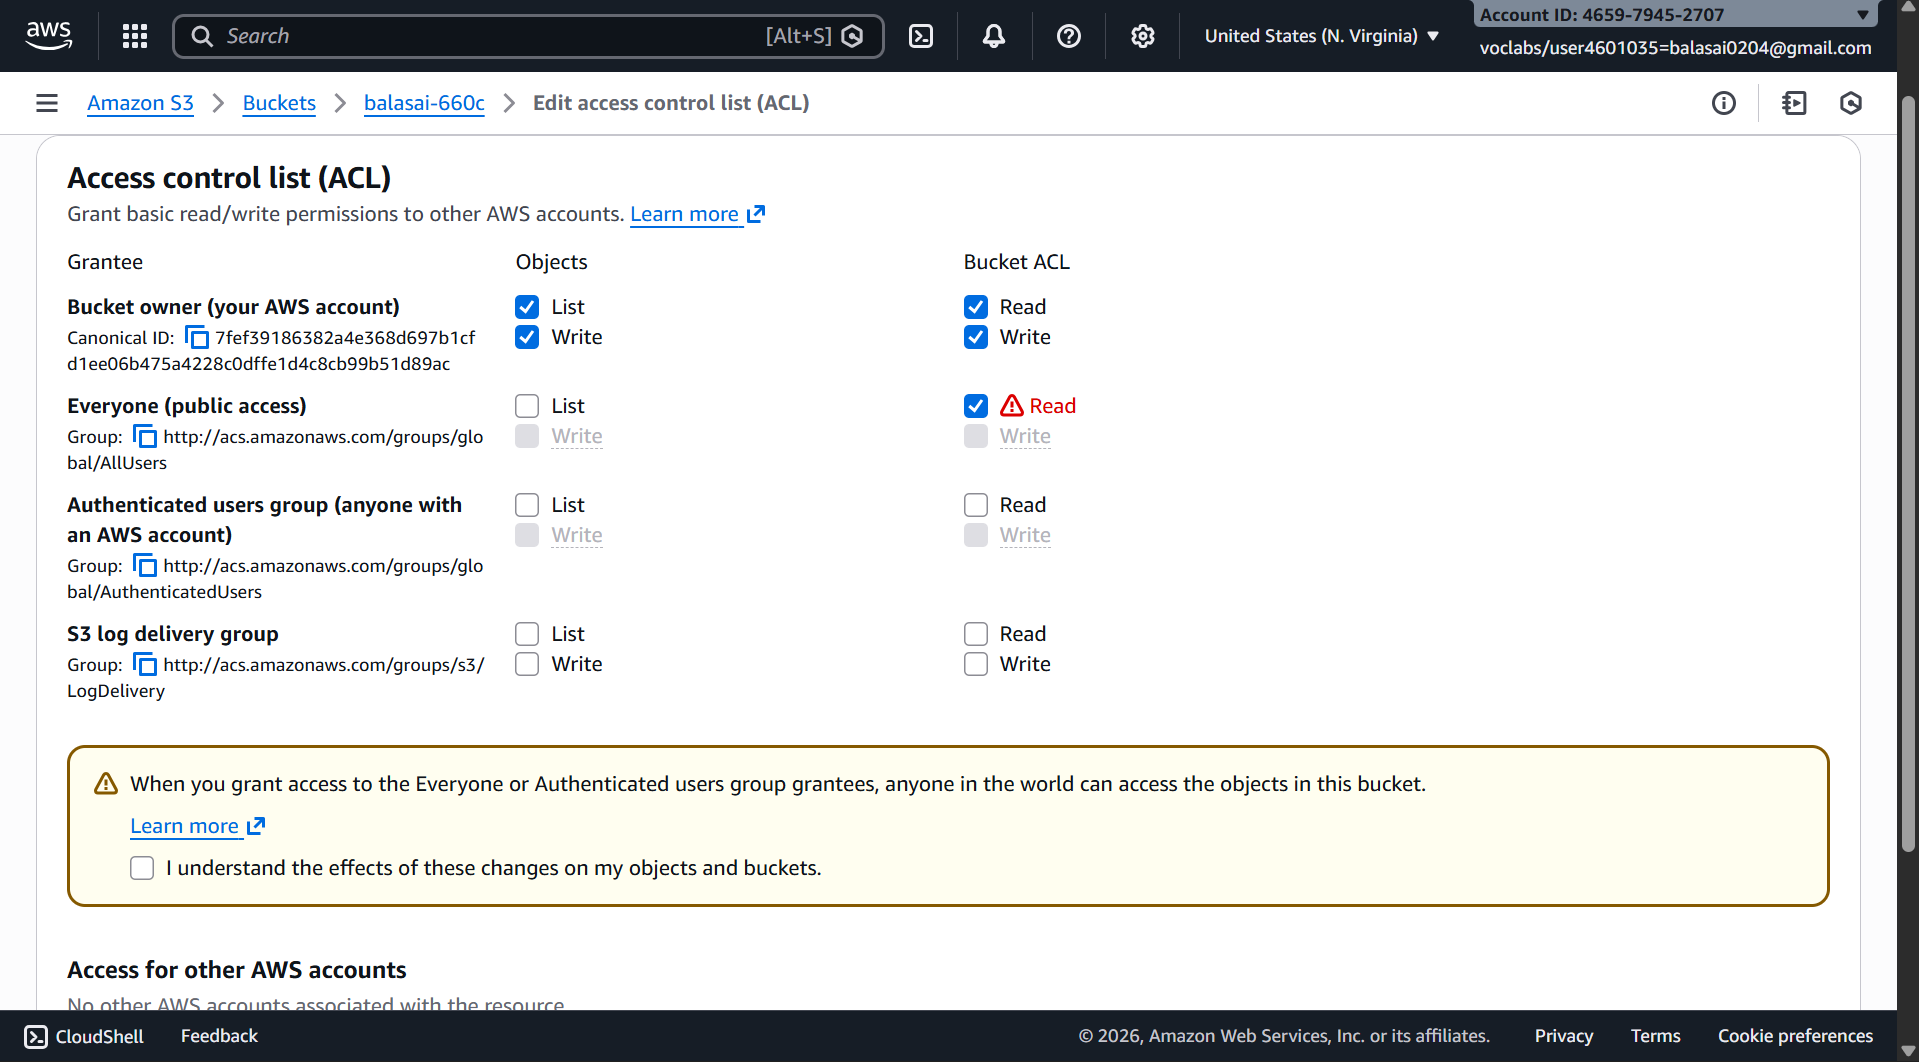 aws
Search [Alt+S]
United States (N. Virginia)
Account ID: 4659-7945-2707
voclabs/user4601035=balasai0204@gmail.com
Amazon S3 Buckets balasai-660c Edit access control list (ACL)
Access control list (ACL)
Grant basic read/write permissions to other AWS accounts. Learn more
Grantee Objects Bucket ACL
Bucket owner (your AWS account) List Read
Canonical ID: 7fef39186382a4e368d697b1cf Write Write
d1ee06b475a4228c0dffe1d4c8cb99b51d89ac
Everyone (public access) List Read
Group: http://acs.amazonaws.com/groups/glo Write Write
bal/AllUsers
Authenticated users group (anyone with List Read
an AWS account) Write Write
Group: http://acs.amazonaws.com/groups/glo
bal/AuthenticatedUsers
S3 log delivery group List Read
Group: http://acs.amazonaws.com/groups/s3/ Write Write
LogDelivery
When you grant access to the Everyone or Authenticated users group grantees, anyone in the world can access the objects in this bucket.
Learn more
I understand the effects of these changes on my objects and buckets.
Access for other AWS accounts
No other AWS accounts associated with the resource
CloudShell Feedback © 2026, Amazon Web Services, Inc. or its affiliates. Privacy Terms Cookie preferences